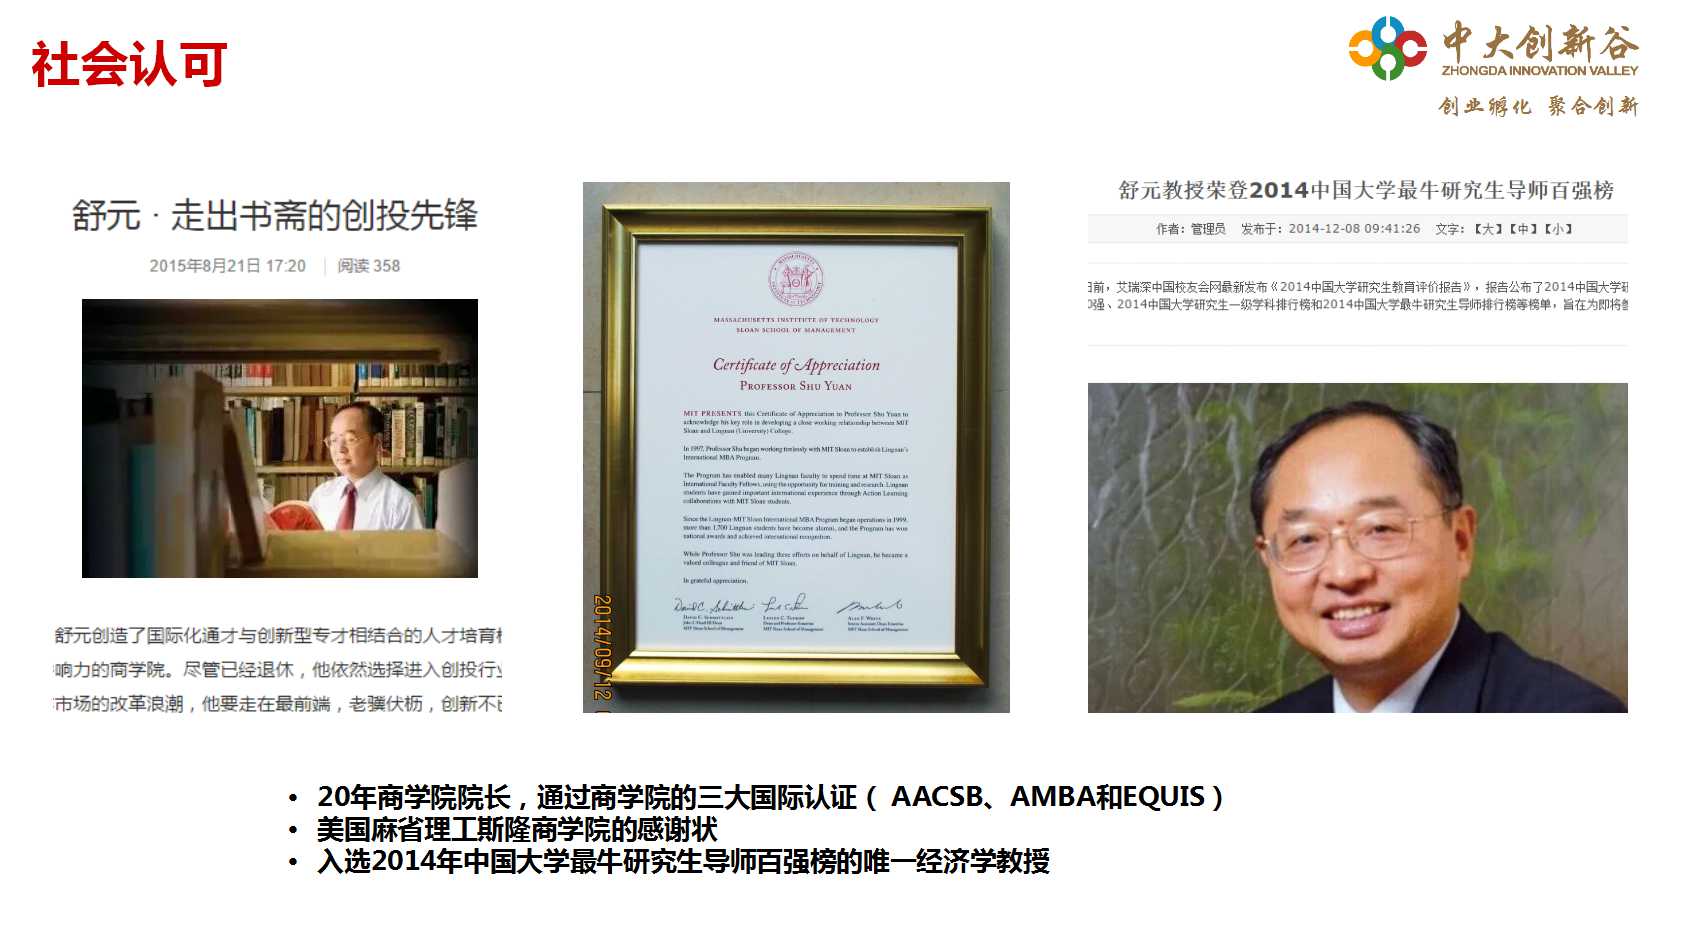 社会认可
中大创新谷
ZHONGDA INNOVATION VALLEY
创业孵化 聚合创新
舒元 · 走出书斋的创投先锋
2015年8月21日 17:20 | 阅读 358
舒元创造了国际化通才与创新型专才相结合的人才培育
响力的商学院。尽管已经退休，他依然选择进入创投行业
市场的改革浪潮，他要走在最前端，老骥伏枥，创新不已
MASSACHUSETTS INSTITUTE OF TECHNOLOGY
SLOAN SCHOOL OF MANAGEMENT
Certificate of Appreciation
PROFESSOR SHU YUAN
MIT PRESENTS this Certificate of Appreciation to Professor Shu Yuan to
acknowledge his key role in developing a close working relationship between MIT
Sloan and Lingnan (University) College.
In 1997, Professor Shu began working tirelessly with MIT Sloan to establish Lingnan's
International MBA Program.
The Program has enabled many Lingnan faculty to spend time at MIT Sloan as
International Faculty Fellows, using the opportunity for training and research. Lingnan
students have gained important international experience through Action Learning
collaborations with MIT Sloan students.
Since the Lingnan-MIT Sloan International MBA Program began operations in 1999,
more than 1,700 Lingnan students have become alumni, and the Program has won
national awards and achieved international recognition.
While Professor Shu was leading these efforts on behalf of Lingnan, he became a
valued colleague and friend of MIT Sloan.
In grateful appreciation,
2014/09/12
舒元教授荣登2014中国大学最牛研究生导师百强榜
作者：管理员 发布于：2014-12-08 09:41:26 文字：【大】【中】【小】
日前，艾瑞深中国校友会网最新发布《2014中国大学研究生教育评价报告》，报告公布了2014中国大学研
0强、2014中国大学研究生一级学科排行榜和2014中国大学最牛研究生导师排行榜等榜单，旨在为即将
• 20年商学院院长，通过商学院的三大国际认证（ AACSB、AMBA和EQUIS）
• 美国麻省理工斯隆商学院的感谢状
• 入选2014年中国大学最牛研究生导师百强榜的唯一经济学教授